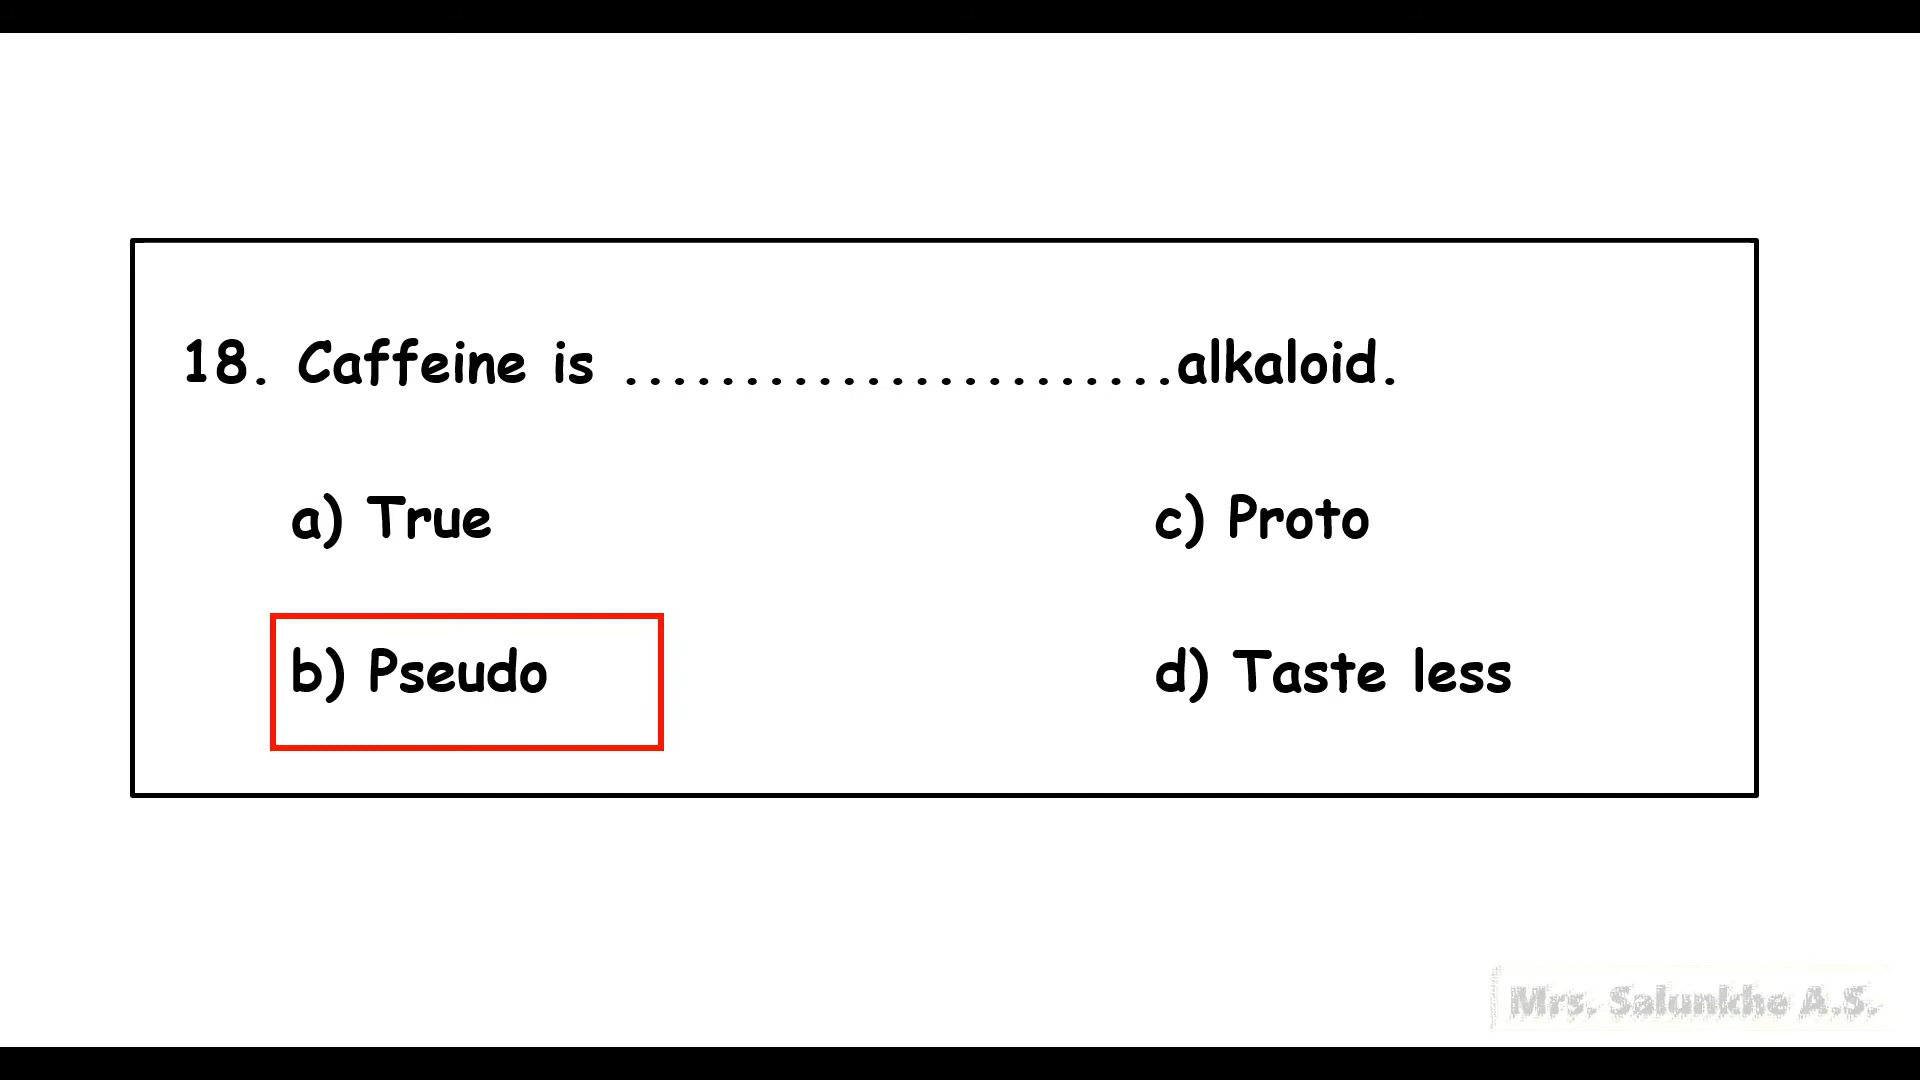 18. Caffeine is .......................alkaloid.
a) True
c) Proto
b) Pseudo
d) Taste less
Mrs. Salunkhe A.S.